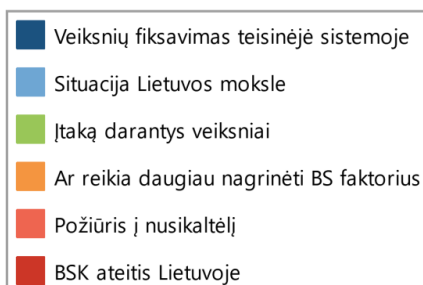 Veiksnių fiksavimas teisinėjė sistemoje
Situacija Lietuvos moksle
Įtaką darantys veiksniai
Ar reikia daugiau nagrinėti BS faktorius
Požiūris į nusikaltėlį
BSK ateitis Lietuvoje